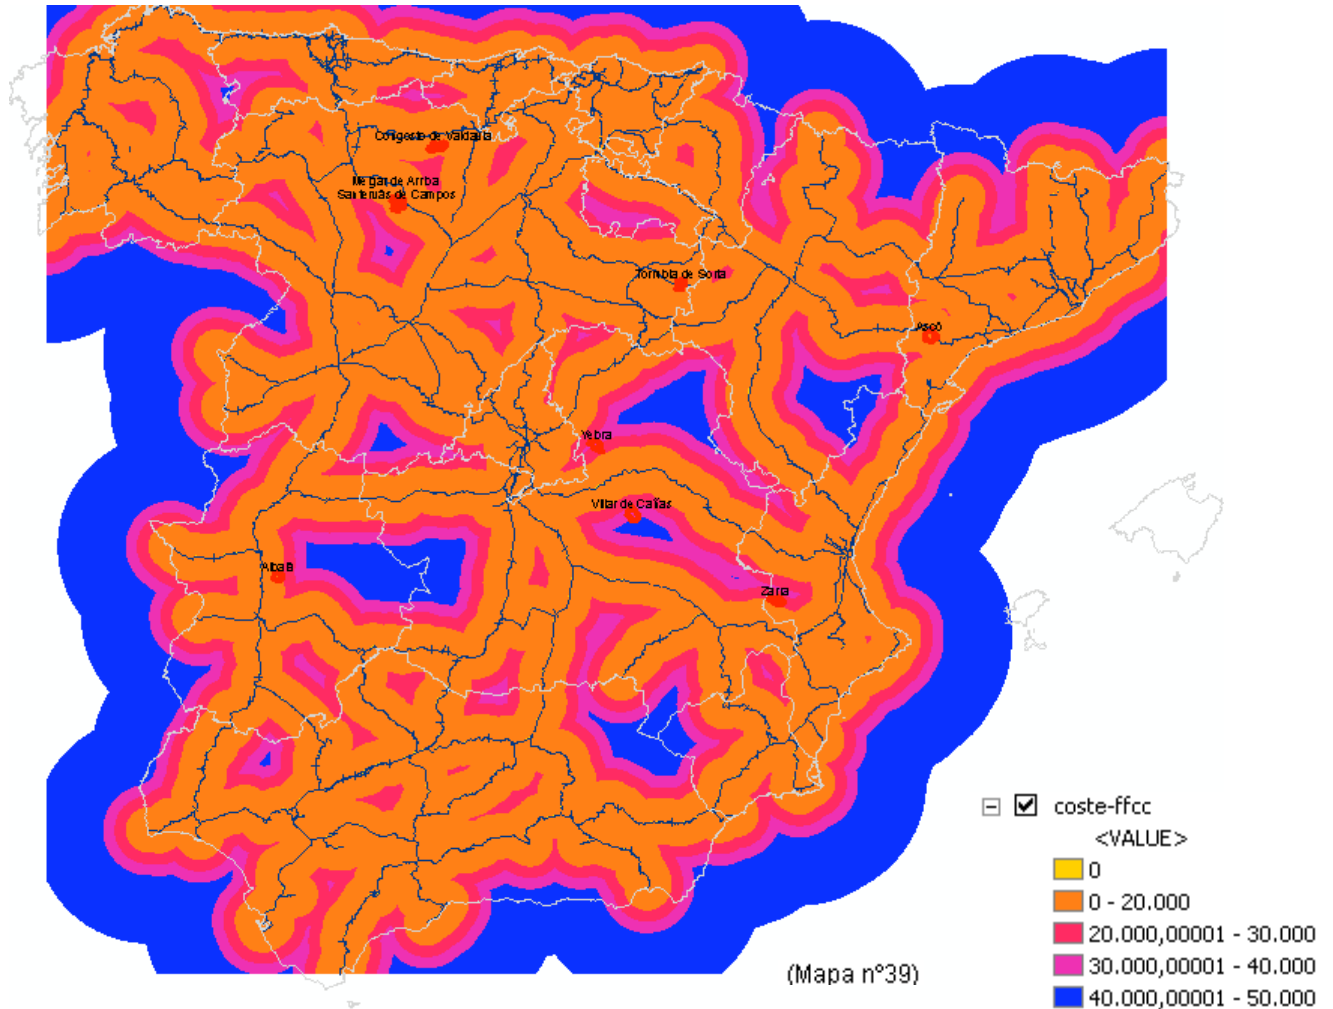 Congosto de Valdavia
Melgar de Arriba
Santervás de Campos
Torrubia de Soria
Ascó
Yebra
Villar de Cañas
Albalá
Zarra
coste-ffcc
<VALUE>
0
0 - 20.000
20.000,00001 - 30.000
30.000,00001 - 40.000
40.000,00001 - 50.000
(Mapa nº39)